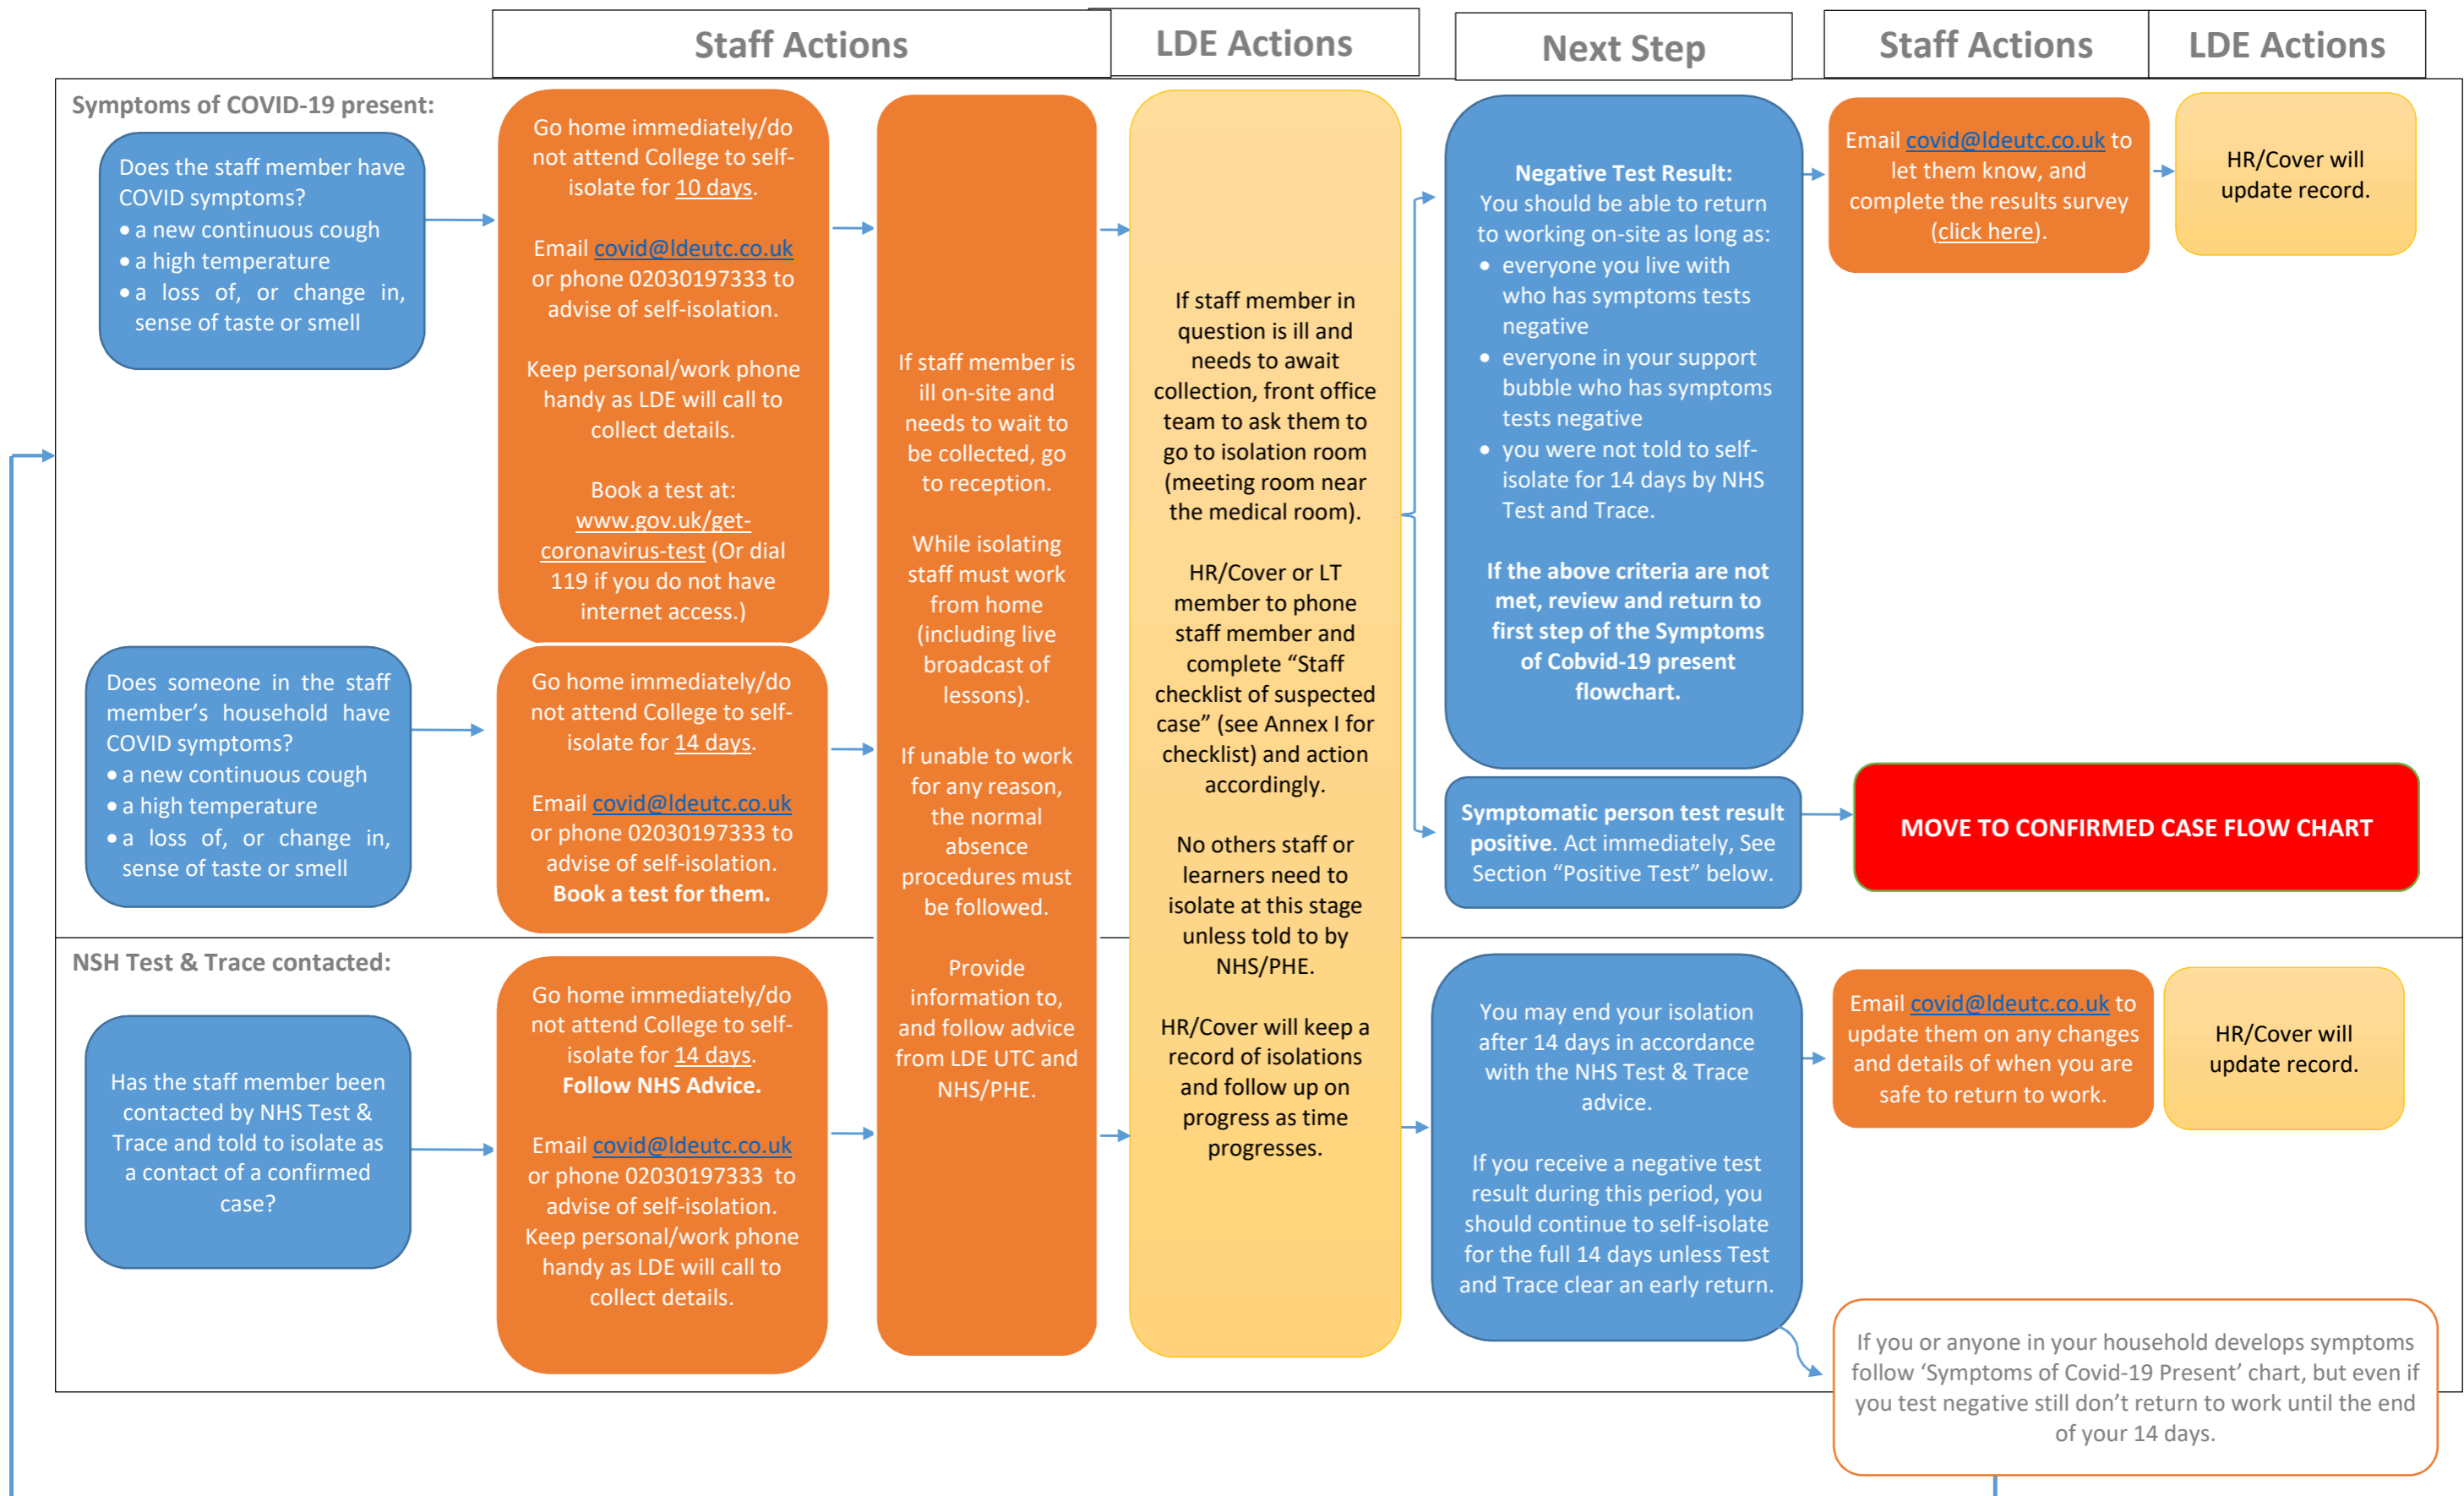 Staff Actions
LDE Actions
Next Step
Staff Actions
LDE Actions
Symptoms of COVID-19 present:
Does the staff member have
COVID symptoms?
• a new continuous cough
• a high temperature
• a loss of, or change in,
sense of taste or smell
Go home immediately/do
not attend College to self-
isolate for 10 days.
Email covid@ldeutc.co.uk
or phone 02030197333 to
advise of self-isolation.
Keep personal/work phone
handy as LDE will call to
collect details.
Book a test at:
www.gov.uk/get-
coronavirus-test (Or dial
119 if you do not have
internet access.)
Does someone in the staff
member’s household have
COVID symptoms?
• a new continuous cough
• a high temperature
• a loss of, or change in,
sense of taste or smell
Go home immediately/do
not attend College to self-
isolate for 14 days.
Email covid@ldeutc.co.uk
or phone 02030197333 to
advise of self-isolation.
Book a test for them.
If staff member is
ill on-site and
needs to wait to
be collected, go
to reception.
While isolating
staff must work
from home
(including live
broadcast of
lessons).
If unable to work
for any reason,
the normal
absence
procedures must
be followed.
Provide
information to,
and follow advice
from LDE UTC and
NHS/PHE.
If staff member in
question is ill and
needs to await
collection, front office
team to ask them to
go to isolation room
(meeting room near
the medical room).
HR/Cover or LT
member to phone
staff member and
complete “Staff
checklist of suspected
case” (see Annex I for
checklist) and action
accordingly.
No others staff or
learners need to
isolate at this stage
unless told to by
NHS/PHE.
HR/Cover will keep a
record of isolations
and follow up on
progress as time
progresses.
Negative Test Result:
You should be able to return
to working on-site as long as:
• everyone you live with
who has symptoms tests
negative
• everyone in your support
bubble who has symptoms
tests negative
• you were not told to self-
isolate for 14 days by NHS
Test and Trace.
If the above criteria are not
met, review and return to
first step of the Symptoms
of Cobvid-19 present
flowchart.
Email covid@ldeutc.co.uk to
let them know, and
complete the results survey
(click here).
HR/Cover will
update record.
Symptomatic person test result
positive. Act immediately, See
Section “Positive Test” below.
MOVE TO CONFIRMED CASE FLOW CHART
NSH Test & Trace contacted:
Has the staff member been
contacted by NHS Test &
Trace and told to isolate as
a contact of a confirmed
case?
Go home immediately/do
not attend College to self-
isolate for 14 days.
Follow NHS Advice.
Email covid@ldeutc.co.uk
or phone 02030197333 to
advise of self-isolation.
Keep personal/work phone
handy as LDE will call to
collect details.
You may end your isolation
after 14 days in accordance
with the NHS Test & Trace
advice.
If you receive a negative test
result during this period, you
should continue to self-isolate
for the full 14 days unless Test
and Trace clear an early return.
Email covid@ldeutc.co.uk to
update them on any changes
and details of when you are
safe to return to work.
HR/Cover will
update record.
If you or anyone in your household develops symptoms
follow ‘Symptoms of Covid-19 Present’ chart, but even if
you test negative still don’t return to work until the end
of your 14 days.